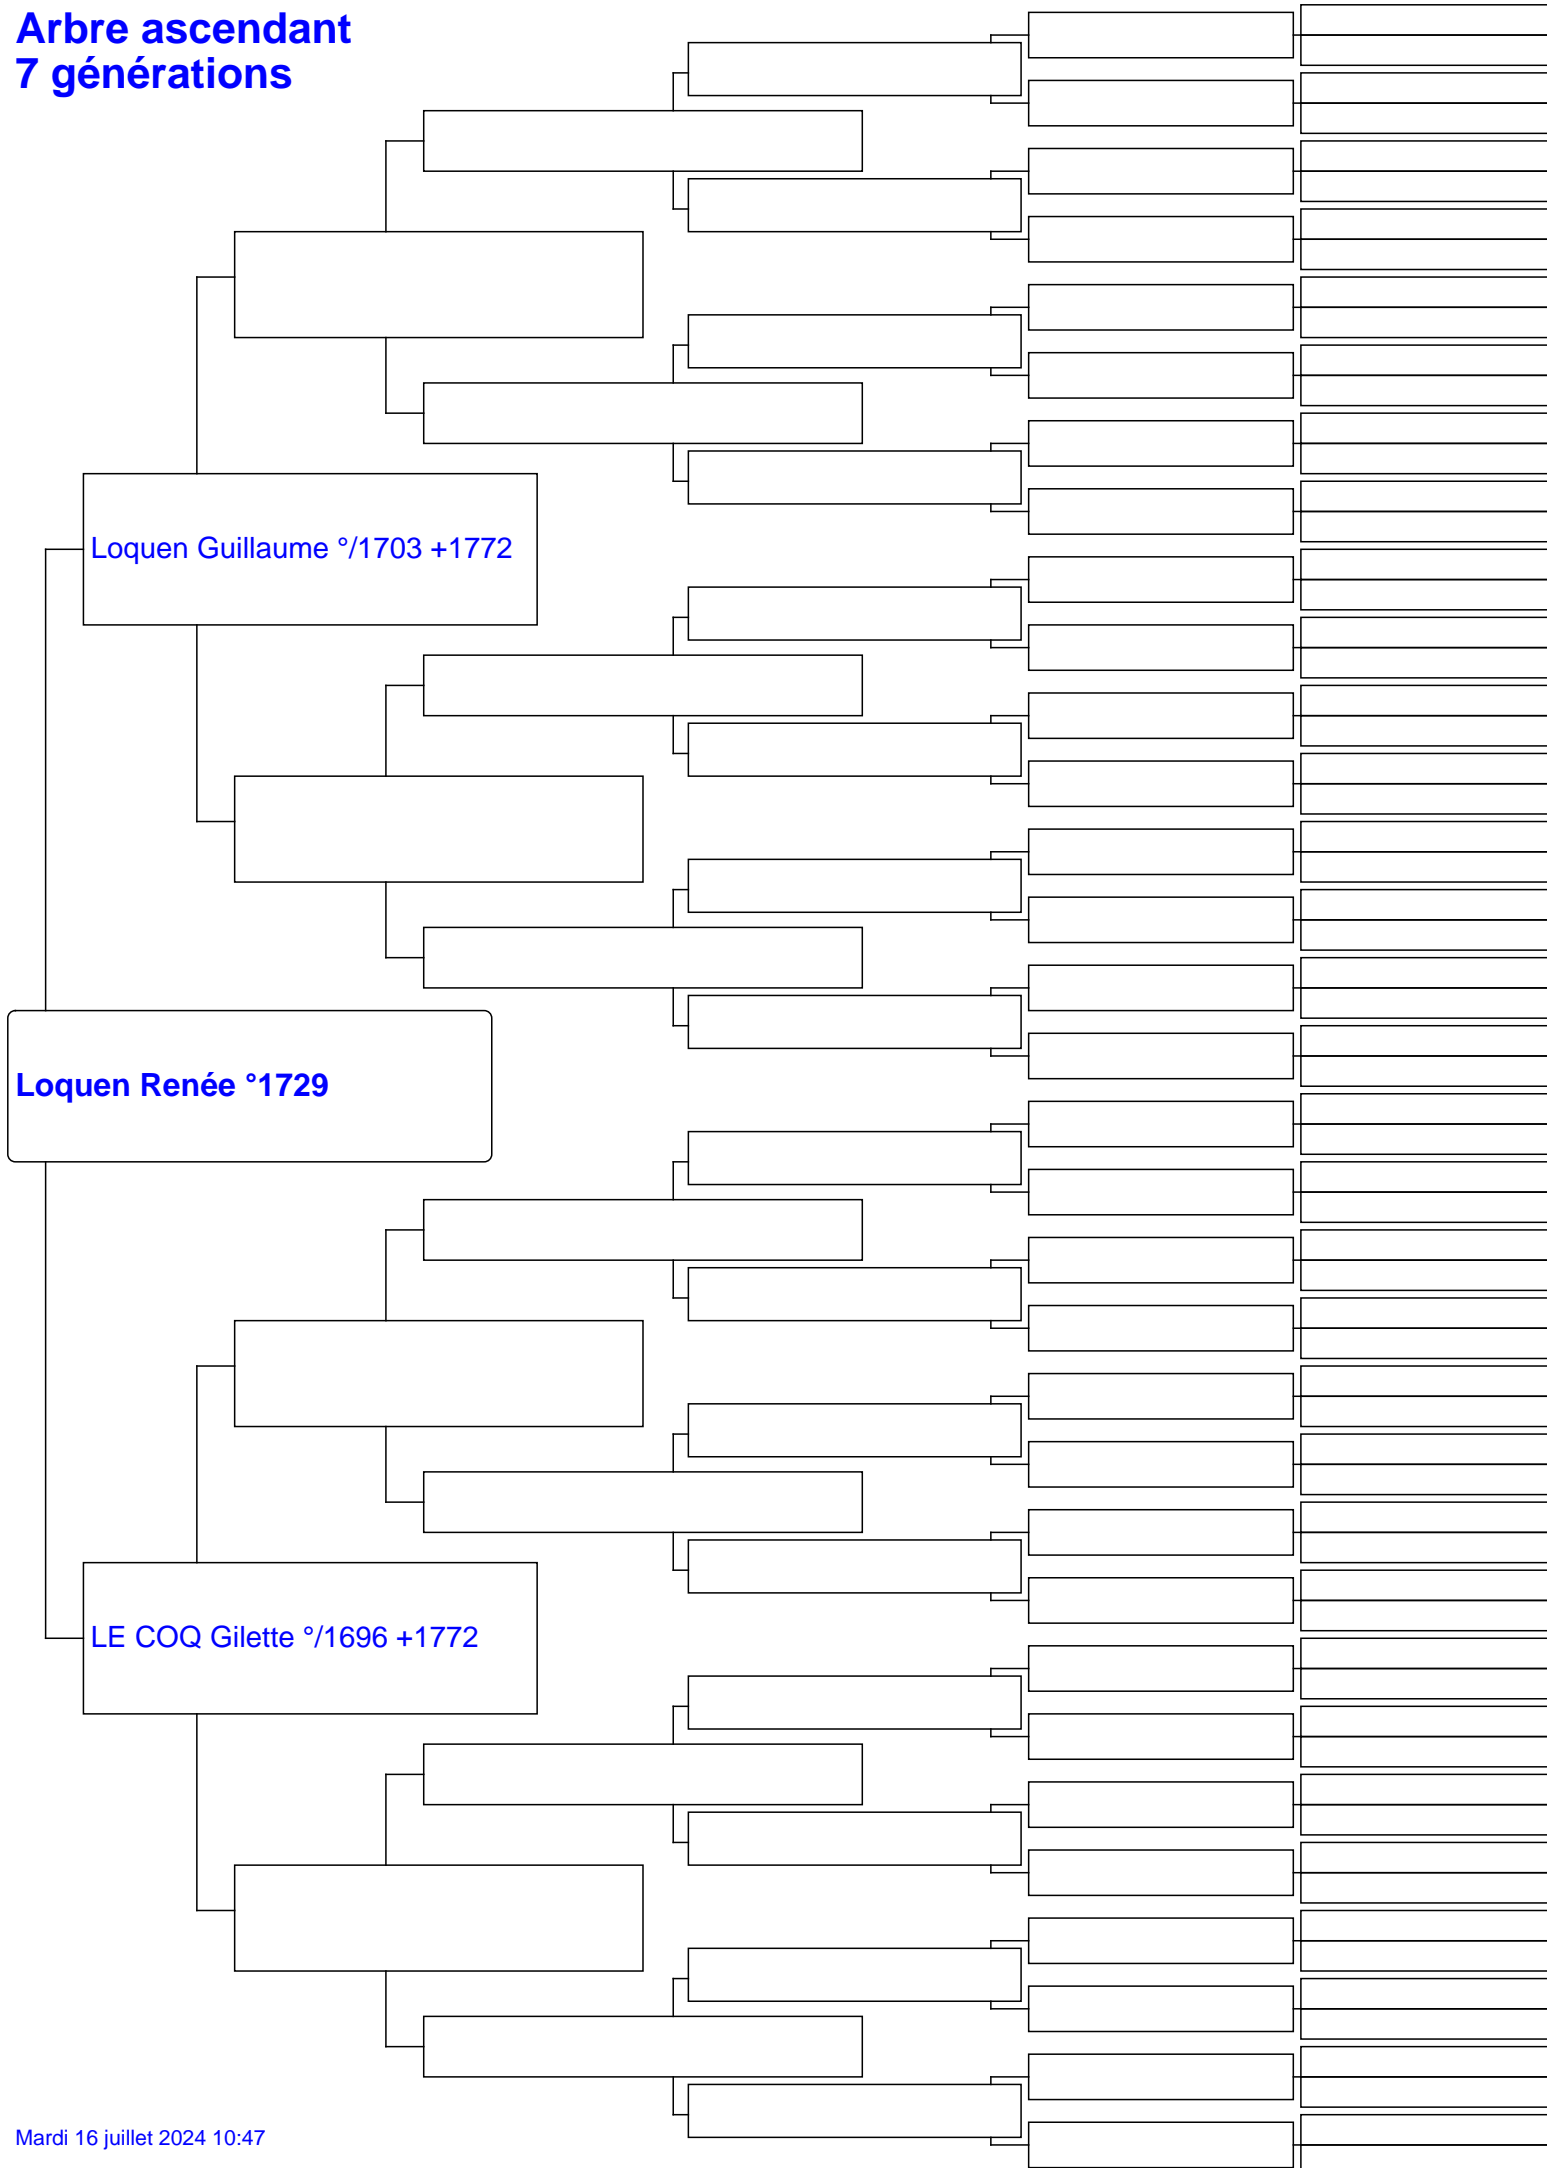 Arbre ascendant
7 générations
Loquen Guillaume °/1703 +1772
Loquen Renée °1729
LE COQ Gilette °/1696 +1772
Mardi 16 juillet 2024 10:47